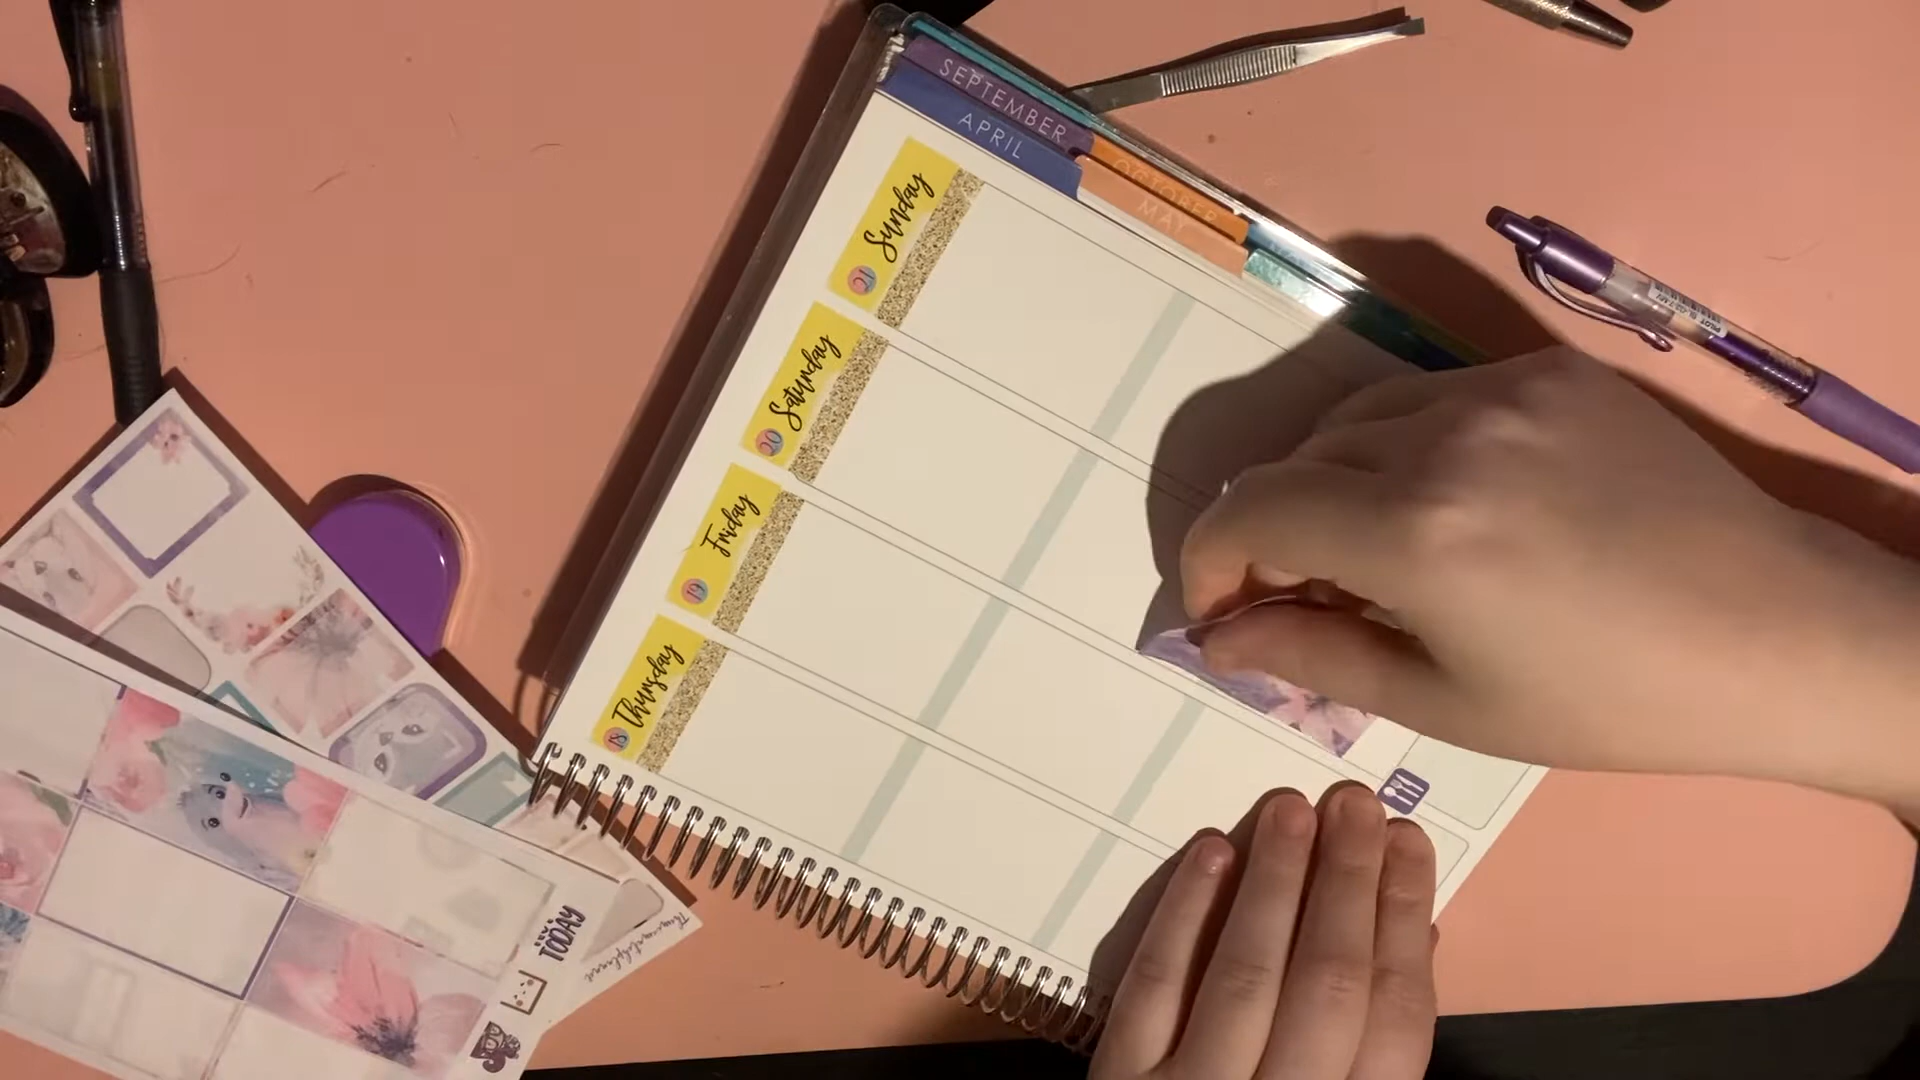 SEPTEMBER
OCTOBER
APRIL
MAY
Sunday
21
Saturday
20
Friday
19
Thursday
18
TODAY